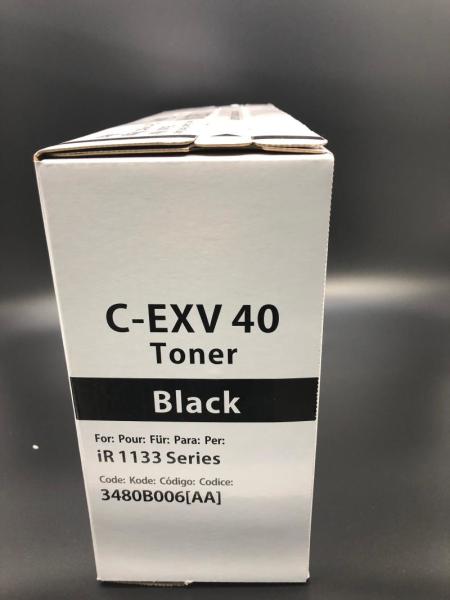 C-EXV 40
Toner
Black
For: Pour: Für: Para: Per:
iR 1133 Series
Code: Kode: Código: Codice:
3480B006[AA]